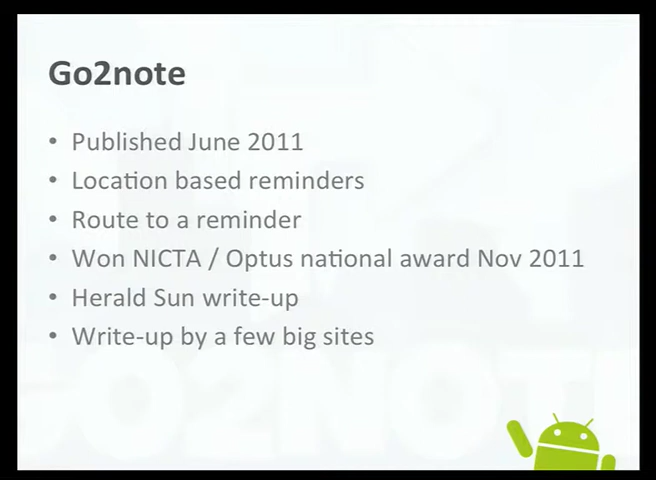 Go2note
• Published June 2011
• Location based reminders
• Route to a reminder
• Won NICTA / Optus national award Nov 2011
• Herald Sun write-up
• Write-up by a few big sites
GO2NOTE